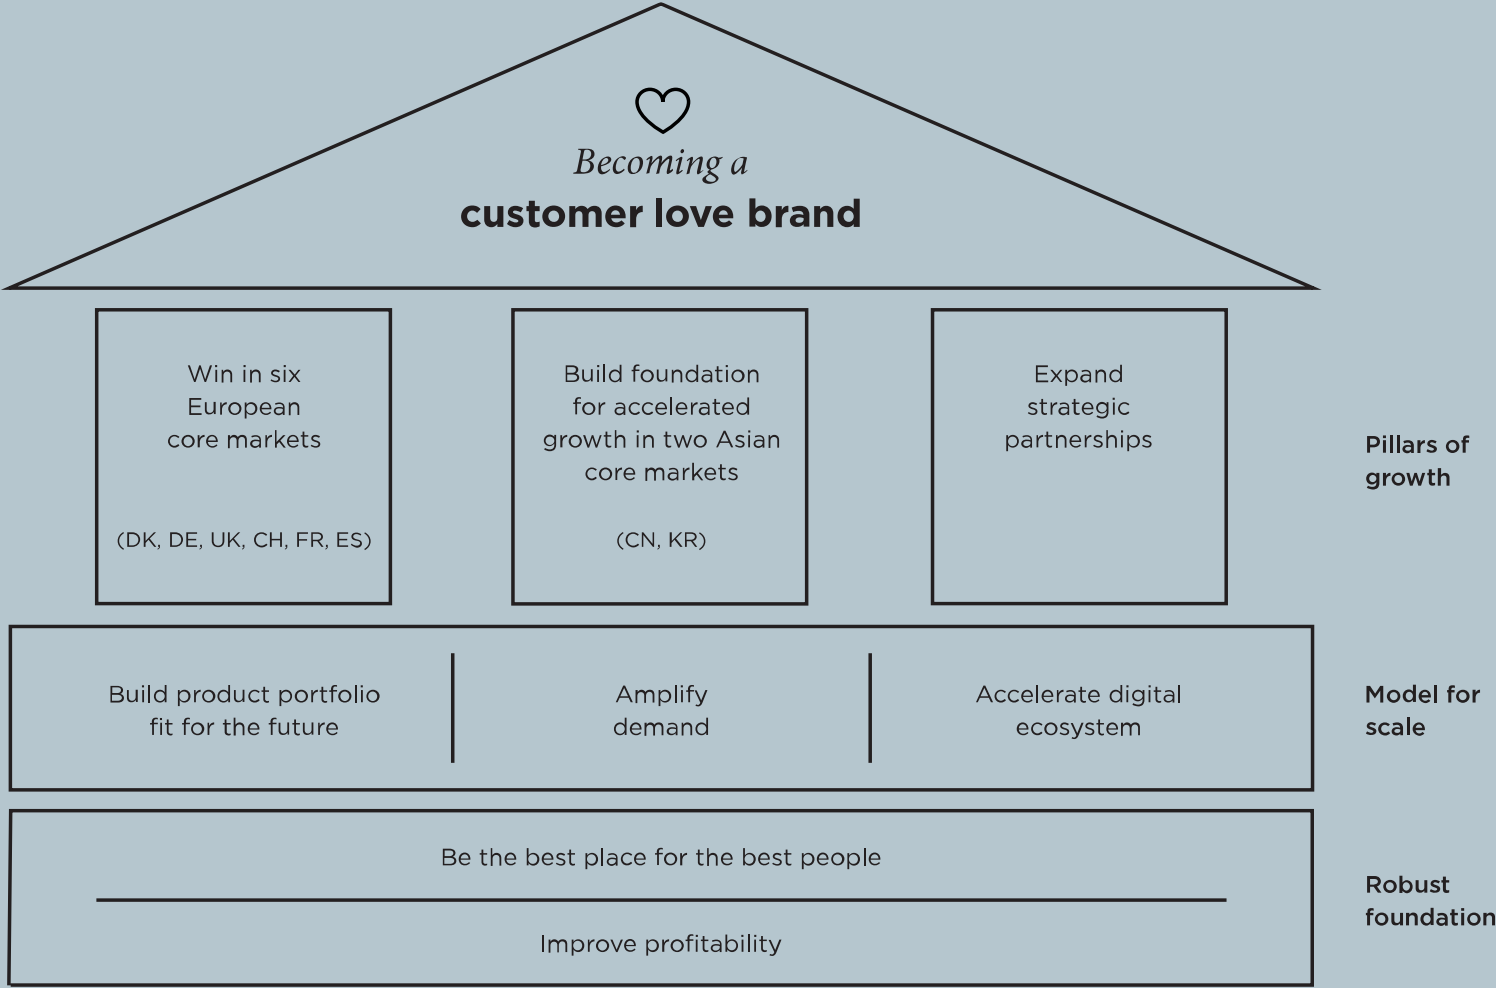 Becoming a
customer love brand
Win in six
European
core markets
(DK, DE, UK, CH, FR, ES)
Build foundation
for accelerated
growth in two Asian
core markets
(CN, KR)
Expand
strategic
partnerships
Pillars of
growth
Build product portfolio
fit for the future
Amplify
demand
Accelerate digital
ecosystem
Model for
scale
Be the best place for the best people
Improve profitability
Robust
foundation